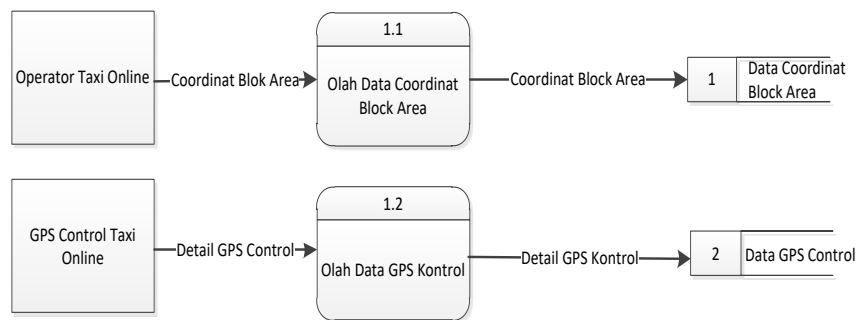 1.1
Operator Taxi Online
Coordinat Blok Area
Olah Data Coordinat
Block Area
Coordinat Block Area
1
Data Coordinat
Block Area
1.2
GPS Control Taxi
Online
Detail GPS Control
Olah Data GPS Kontrol
Detail GPS Kontrol
2
Data GPS Control